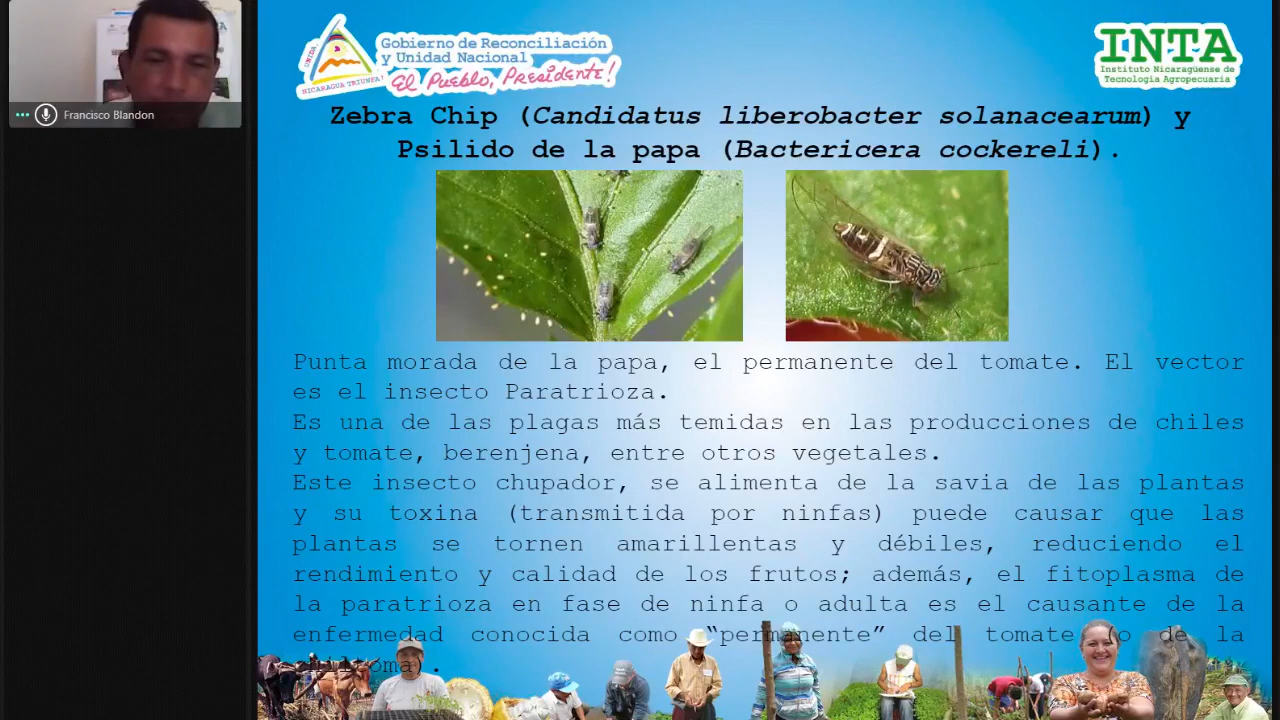 Francisco Blandon
UNIDA,
NICARAGUA TRIUNFA!
Gobierno de Reconciliación
y Unidad Nacional
El Pueblo, Presidente!
INTA
Instituto Nicaragüense de
Tecnología Agropecuaria
Zebra Chip (Candidatus liberobacter solanacearum) y
Psilido de la papa (Bactericera cockereli).
Punta morada de la papa, el permanente del tomate. El vector
es el insecto Paratrioza.
Es una de las plagas más temidas en las producciones de chiles
y tomate, berenjena, entre otros vegetales.
Este insecto chupador, se alimenta de la savia de las plantas
y su toxina (transmitida por ninfas) puede causar que las
plantas se tornen amarillentas y débiles, reduciendo el
rendimiento y calidad de los frutos; además, el fitoplasma de
la paratrioza en fase de ninfa o adulta es el causante de la
enfermedad conocida como “permanente” del tomate (o de la
chiltoma).